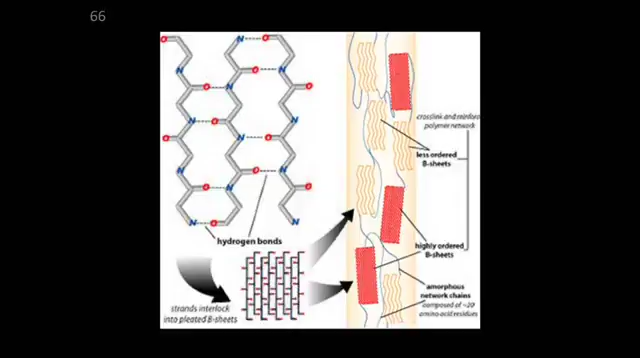 66
crosslink and reinforce
polymer network
less ordered
B-sheets
hydrogen bonds
highly ordered
B-sheets
strands interlock
into pleated B-sheets
amorphous
network chains
composed of ~20
amino acid residues